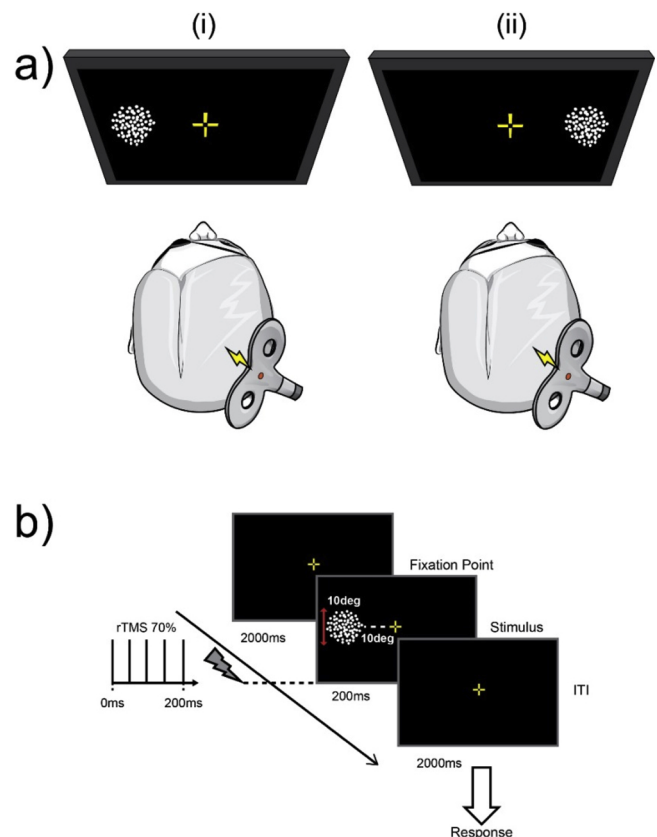 (i)
(ii)
a)
b)
Fixation Point
10deg
10deg
Stimulus
rTMS 70%
2000ms
0ms
200ms
200ms
ITI
2000ms
Response